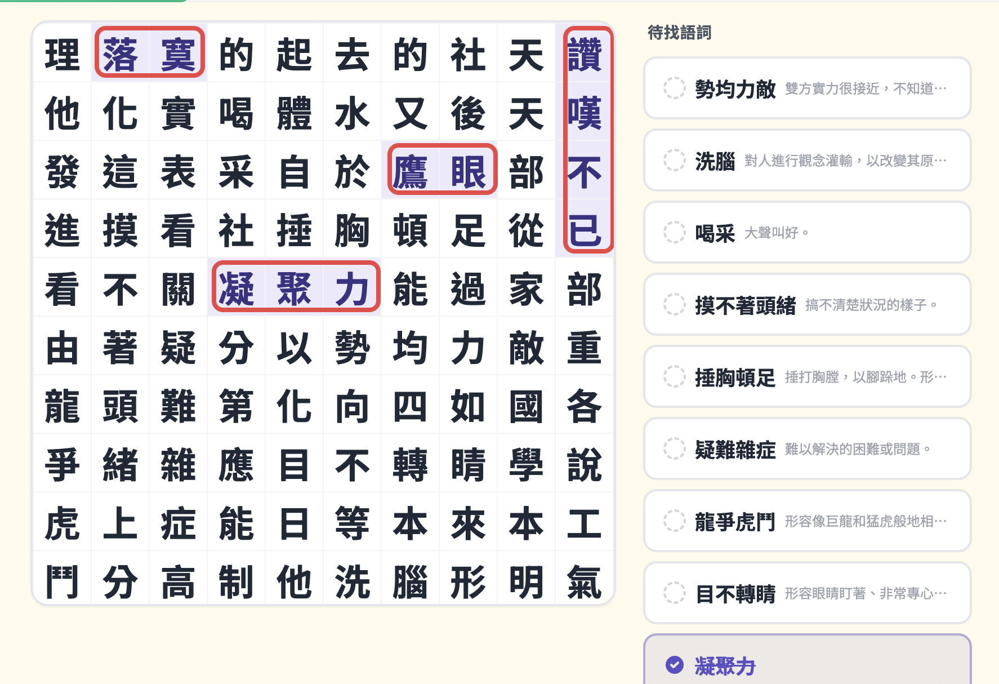 理落寞的起去的社天讚
他化實喝體水又後天嘆
發這表采自於鷹眼部不
進摸看社捶胸頓足從已
看不關凝聚力能過家部
由著疑分以勢均力敵重
龍頭難第化向四如國各
爭緒雜應目不轉睛學說
虎上症能日等本來本工
鬥分高制他洗腦形明氣
待找語詞
勢均力敵 雙方實力很接近，不知道…
洗腦 對人進行觀念灌輸，以改變其原…
喝采 大聲叫好。
摸不著頭緒 搞不清楚狀況的樣子。
捶胸頓足 捶打胸膛，以腳跺地。形…
疑難雜症 難以解決的困難或問題。
龍爭虎鬥 形容像巨龍和猛虎般地相…
目不轉睛 形容眼睛盯著、非常專心…
凝聚力